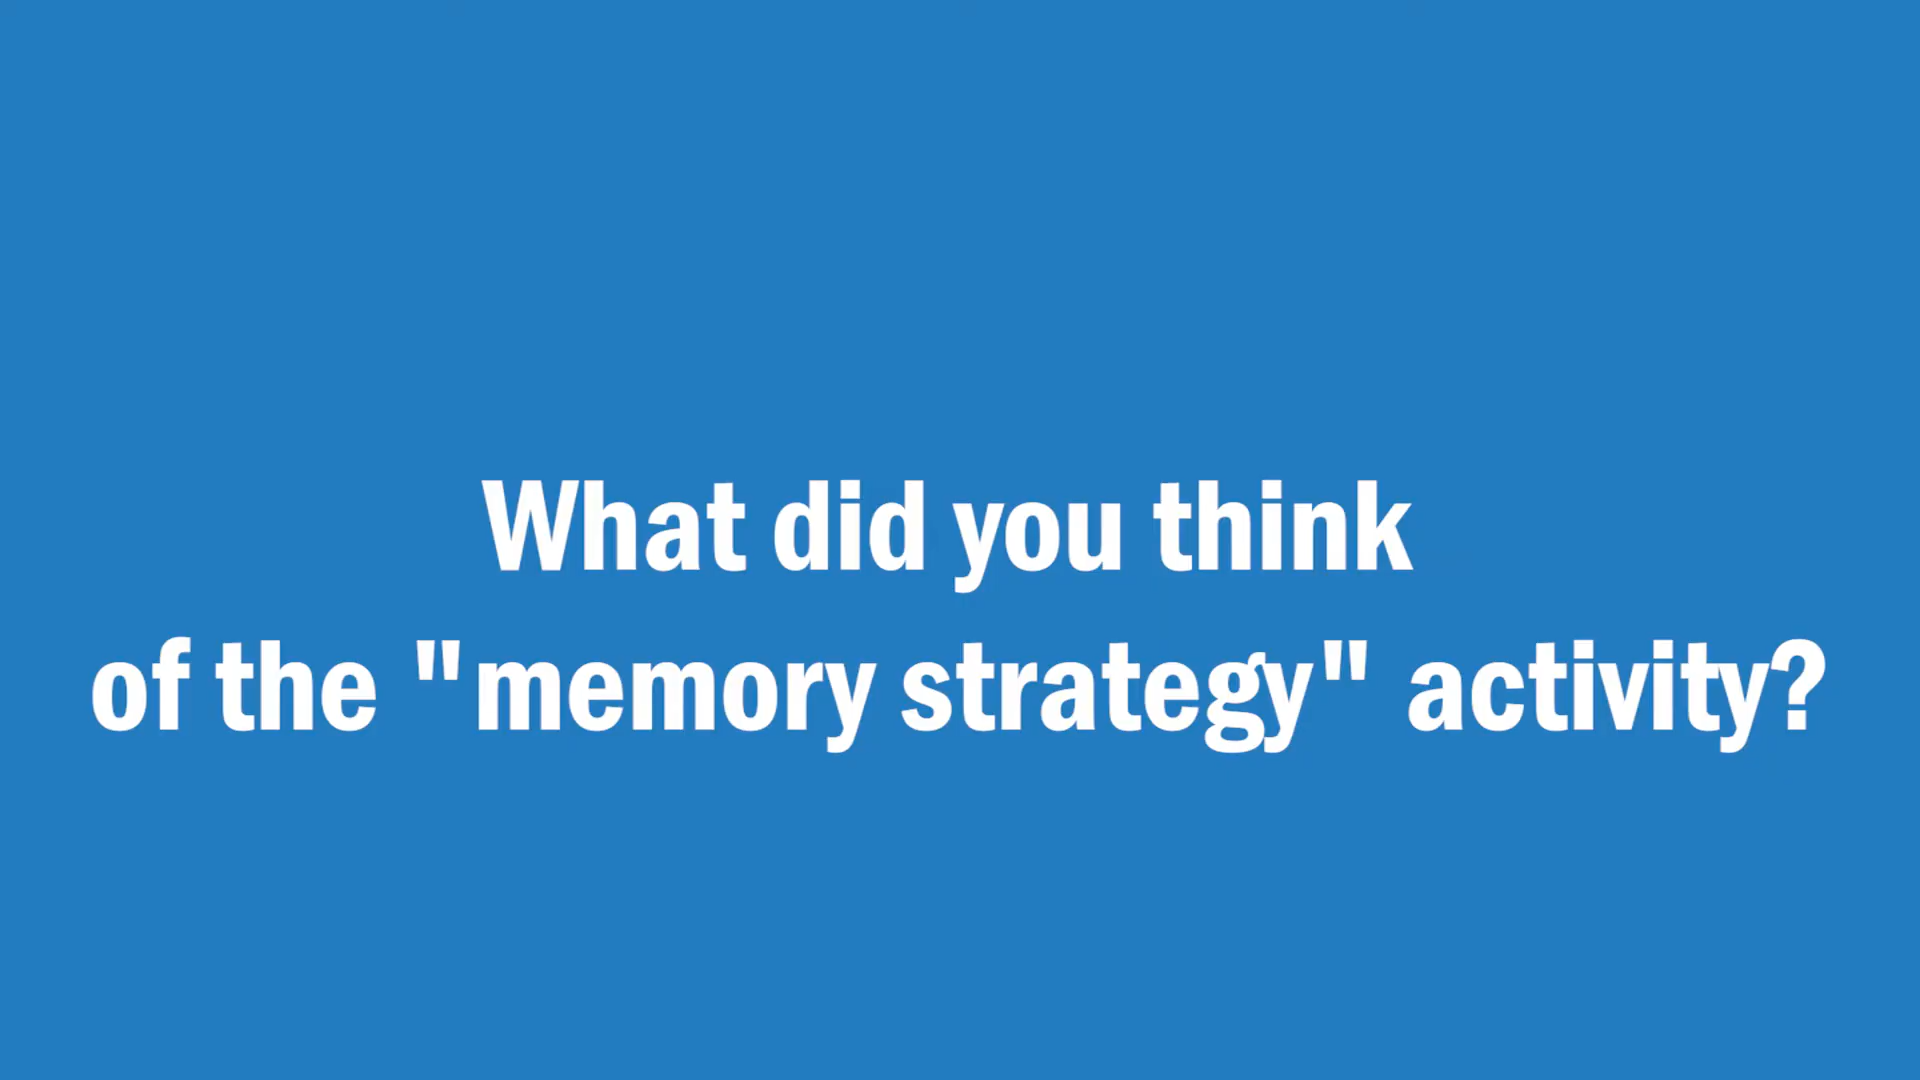 What did you think
of the "memory strategy" activity?